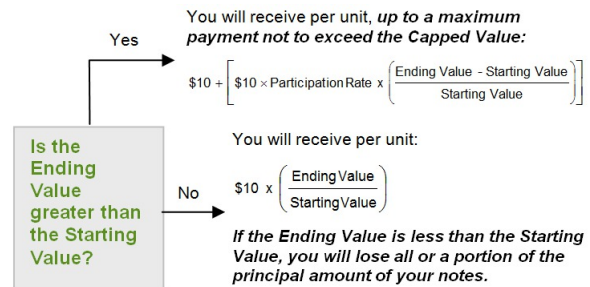 You will receive per unit, up to a maximum
payment not to exceed the Capped Value:
Yes
$10 + [ $10 × Participation Rate x ( Ending Value - Starting Value / Starting Value ) ]
Is the
Ending
Value
greater than
the Starting
Value?
No
You will receive per unit:
$10 x ( Ending Value / Starting Value )
If the Ending Value is less than the Starting
Value, you will lose all or a portion of the
principal amount of your notes.